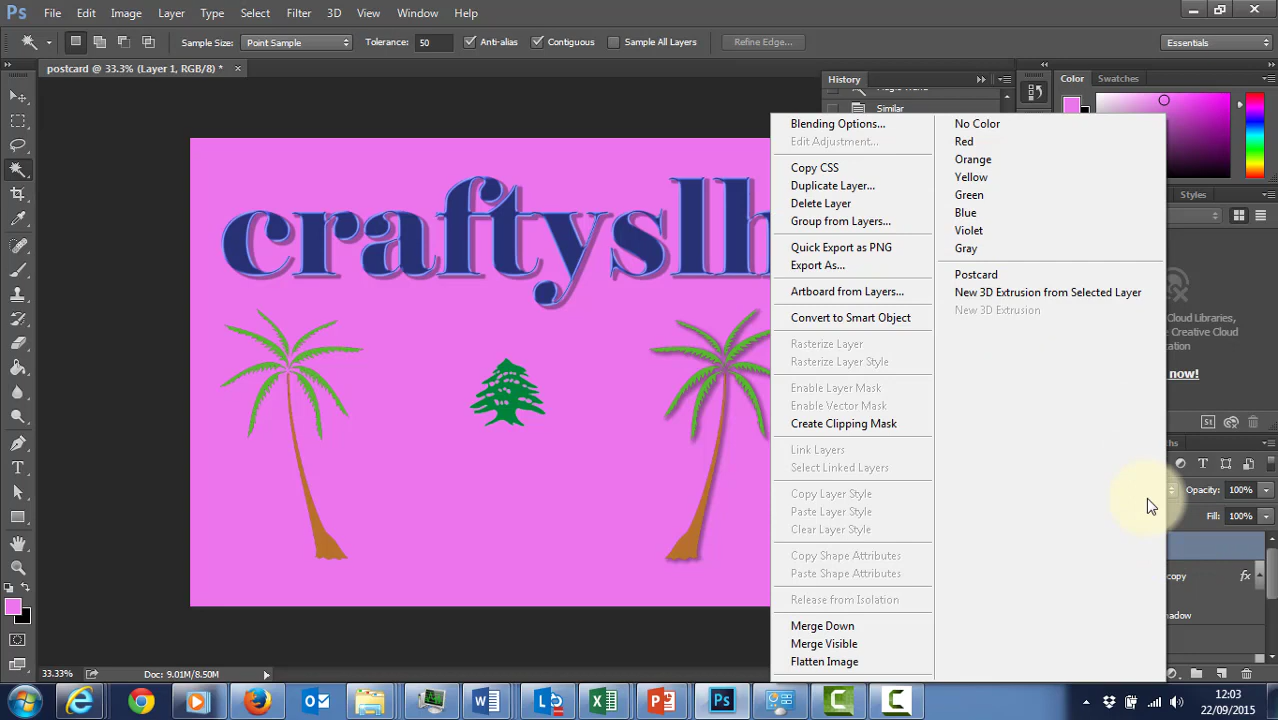 Ps File Edit Image Layer Type Select Filter 3D View Window Help
Sample Size: Point Sample Tolerance: 50 Anti-alias Contiguous Sample All Layers Refine Edge... Essentials
postcard @ 33.3% (Layer 1, RGB/8) * ×
History
Similar
Color Swatches
craftyslh
Blending Options...
Edit Adjustment...
Copy CSS
Duplicate Layer...
Delete Layer
Group from Layers...
Quick Export as PNG
Export As...
Artboard from Layers...
Convert to Smart Object
Rasterize Layer
Rasterize Layer Style
Enable Layer Mask
Enable Vector Mask
Create Clipping Mask
Link Layers
Select Linked Layers
Copy Layer Style
Paste Layer Style
Clear Layer Style
Copy Shape Attributes
Paste Shape Attributes
Release from Isolation
Merge Down
Merge Visible
Flatten Image
No Color
Red
Orange
Yellow
Green
Blue
Violet
Gray
Postcard
New 3D Extrusion from Selected Layer
New 3D Extrusion
Styles
Cloud Libraries,
Creative Cloud
now!
St
ths
Opacity: 100%
Fill: 100%
copy fx
hadow
33.33% Doc: 9.01M/8.50M
12:03
22/09/2015